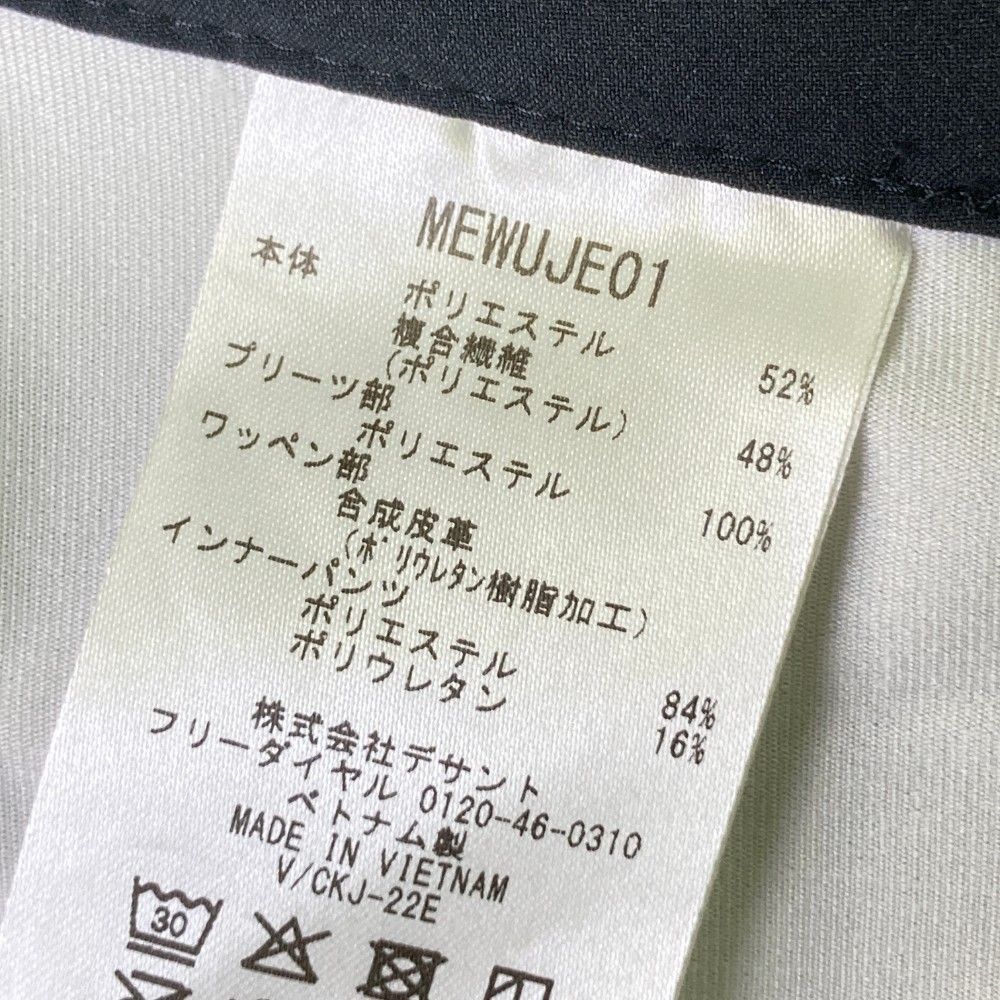 MEWUJE01
本体
ポリエステル 52%
複合繊維
(ポリエステル) 48%
プリーツ部
ポリエステル 100%
ワッペン部
合成皮革
(ポリウレタン樹脂加工)
インナーパンツ
ポリエステル 84%
ポリウレタン 16%
株式会社デサント
フリーダイヤル 0120-46-0310
ベトナム製
MADE IN VIETNAM
V/CKJ-22E
30